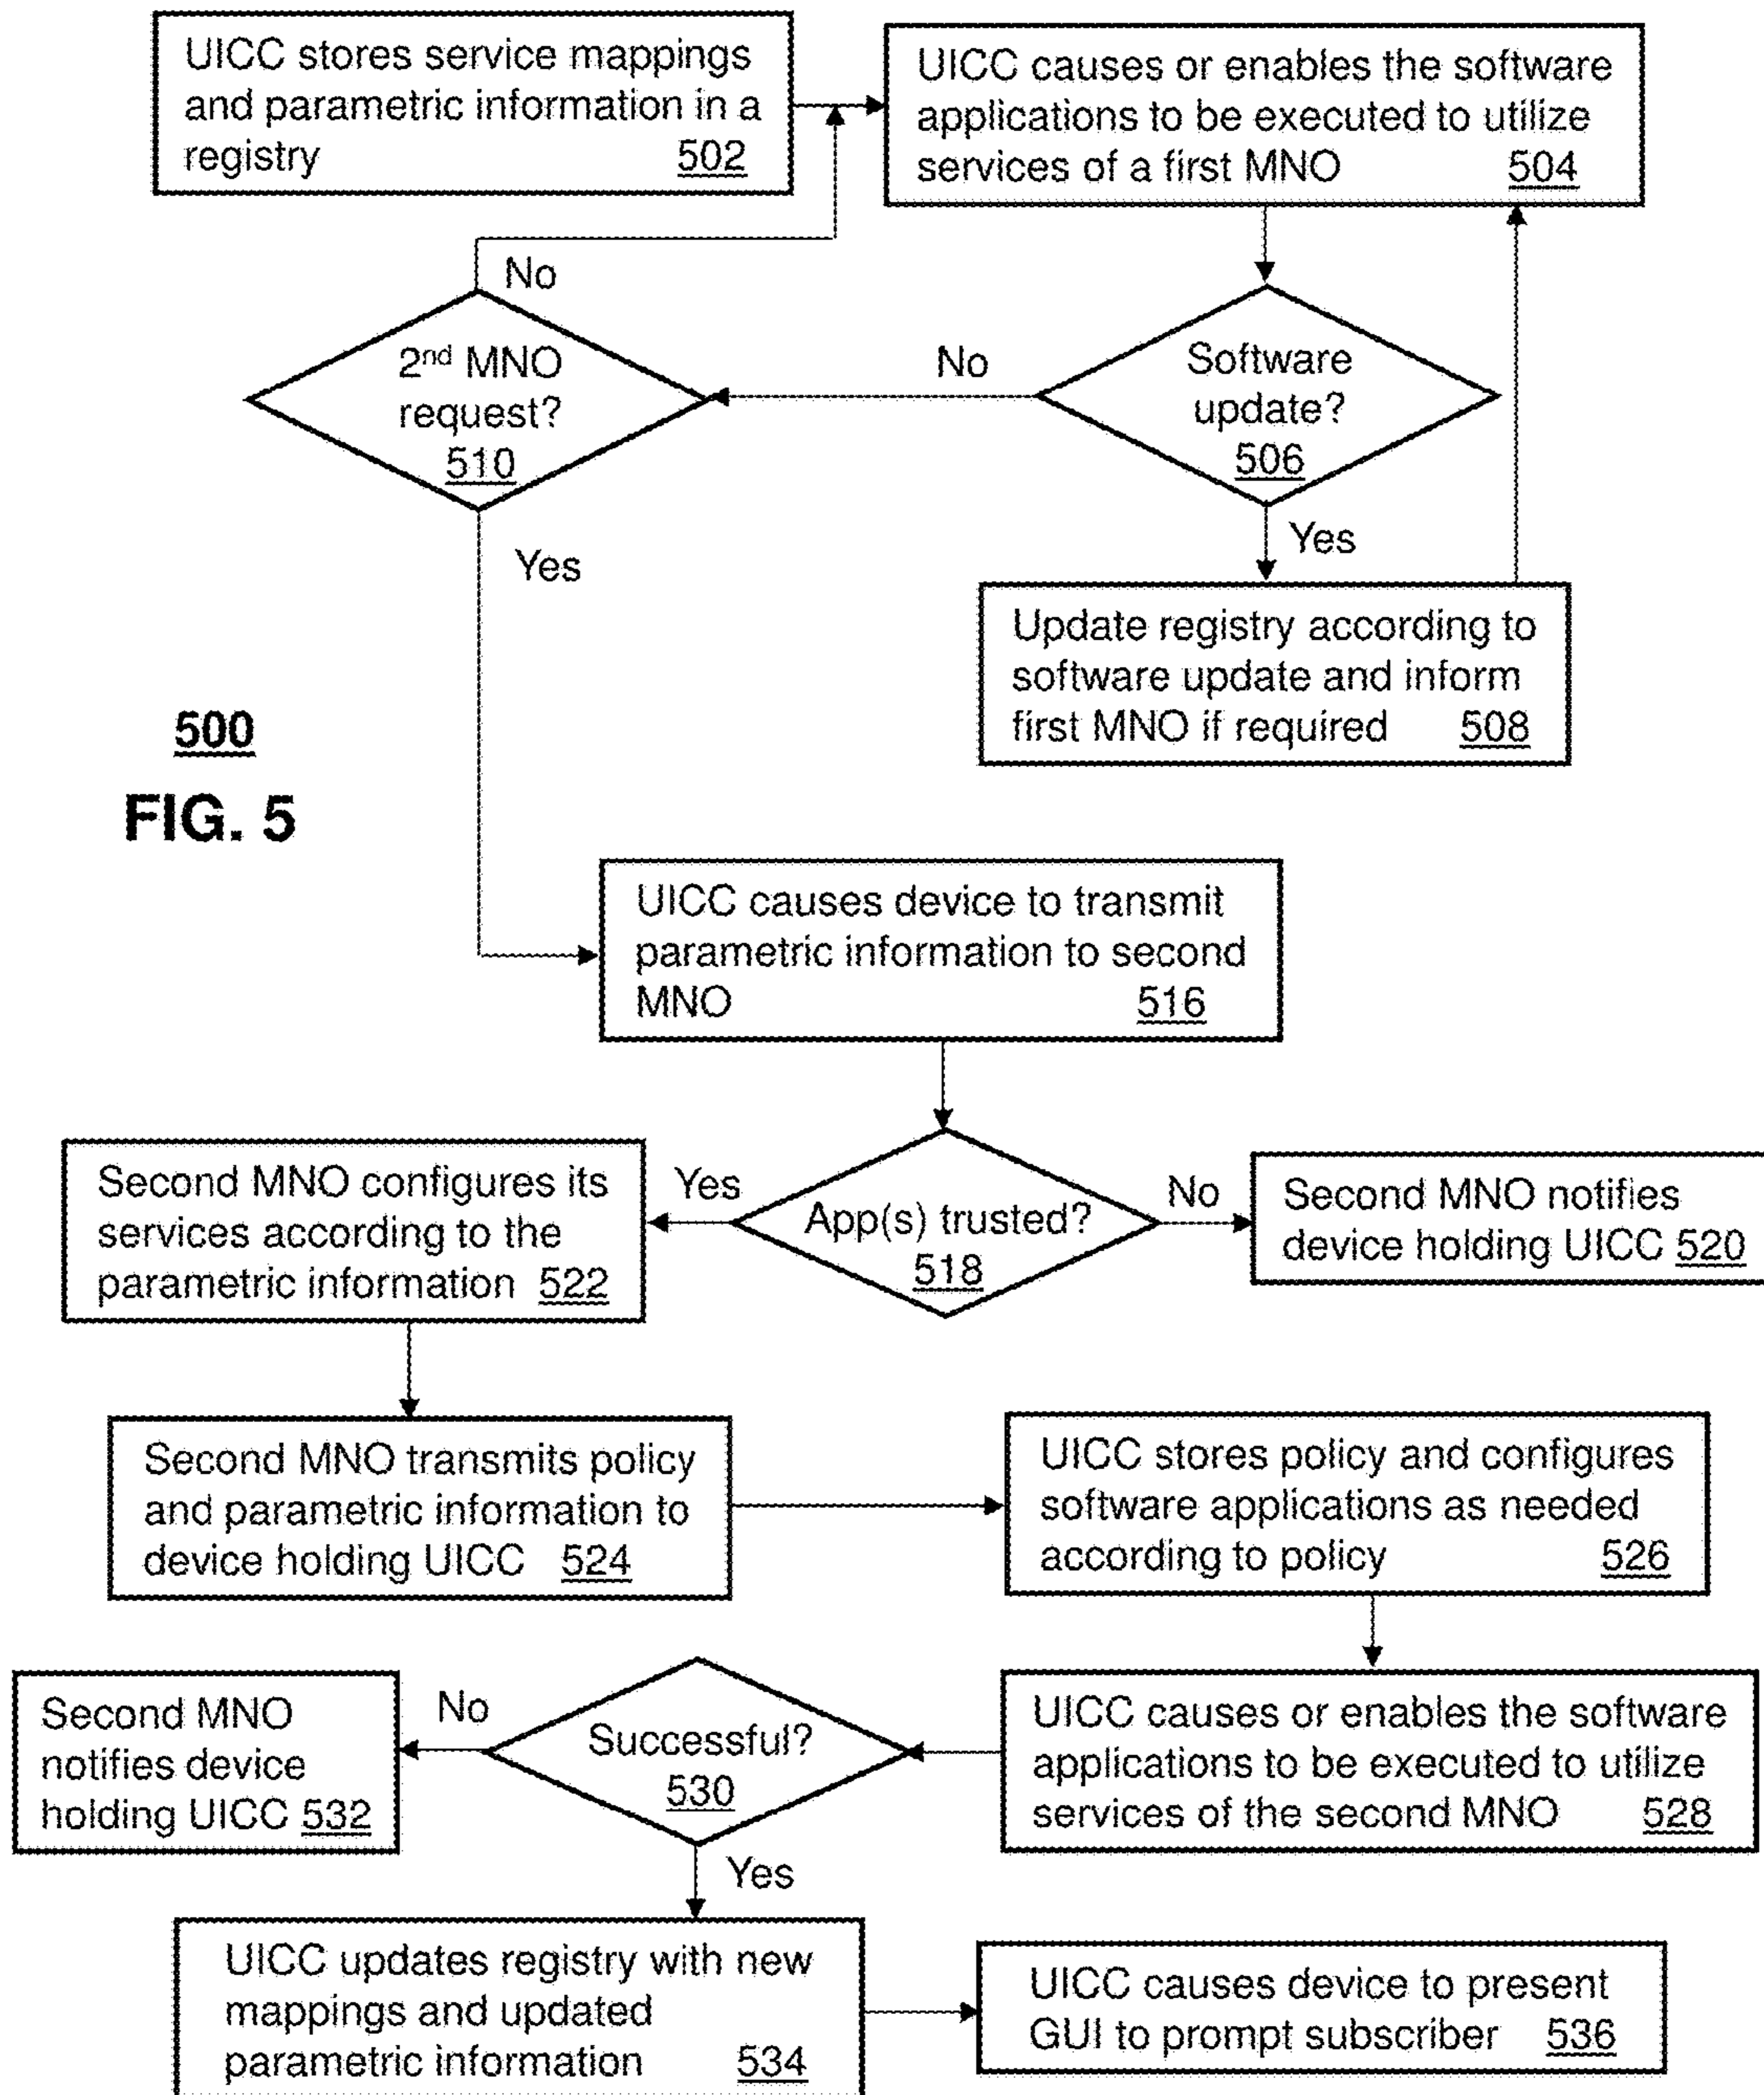 UICC stores service mappings
and parametric information in a
registry 502
UICC causes or enables the software
applications to be executed to utilize
services of a first MNO 504
No
2nd MNO
request?
510
No
Software
update?
506
Yes
Yes
Update registry according to
software update and inform
first MNO if required 508
500
FIG. 5
UICC causes device to transmit
parametric information to second
MNO 516
Second MNO configures its
services according to the
parametric information 522
Yes
App(s) trusted?
518
No
Second MNO notifies
device holding UICC 520
Second MNO transmits policy
and parametric information to
device holding UICC 524
UICC stores policy and configures
software applications as needed
according to policy 526
Second MNO
notifies device
holding UICC 532
No
Successful?
530
UICC causes or enables the software
applications to be executed to utilize
services of the second MNO 528
Yes
UICC updates registry with new
mappings and updated
parametric information 534
UICC causes device to present
GUI to prompt subscriber 536